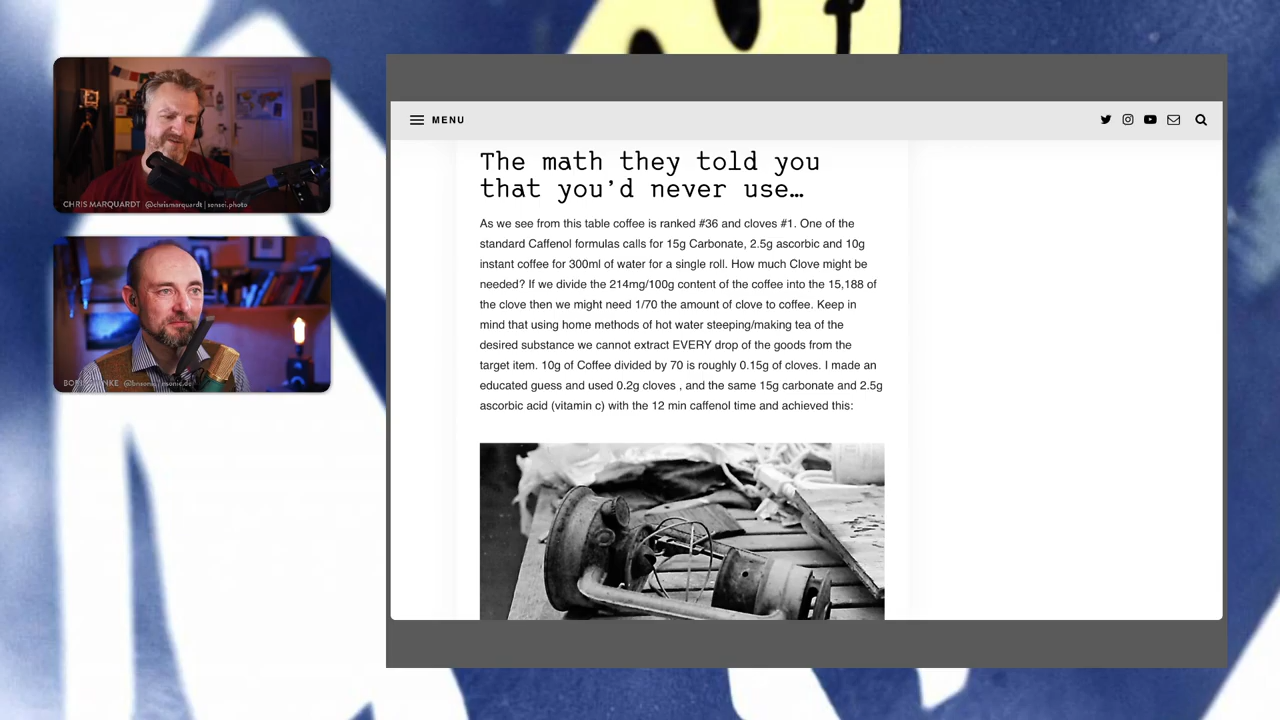 CHRIS MARQUARDT @chrismarquardt | sensei.photo
MENU
The math they told you
that you’d never use…
As we see from this table coffee is ranked #36 and cloves #1. One of the
standard Caffenol formulas calls for 15g Carbonate, 2.5g ascorbic and 10g
instant coffee for 300ml of water for a single roll. How much Clove might be
needed? If we divide the 214mg/100g content of the coffee into the 15,188 of
the clove then we might need 1/70 the amount of clove to coffee. Keep in
mind that using home methods of hot water steeping/making tea of the
desired substance we cannot extract EVERY drop of the goods from the
target item. 10g of Coffee divided by 70 is roughly 0.15g of cloves. I made an
educated guess and used 0.2g cloves , and the same 15g carbonate and 2.5g
ascorbic acid (vitamin c) with the 12 min caffenol time and achieved this: